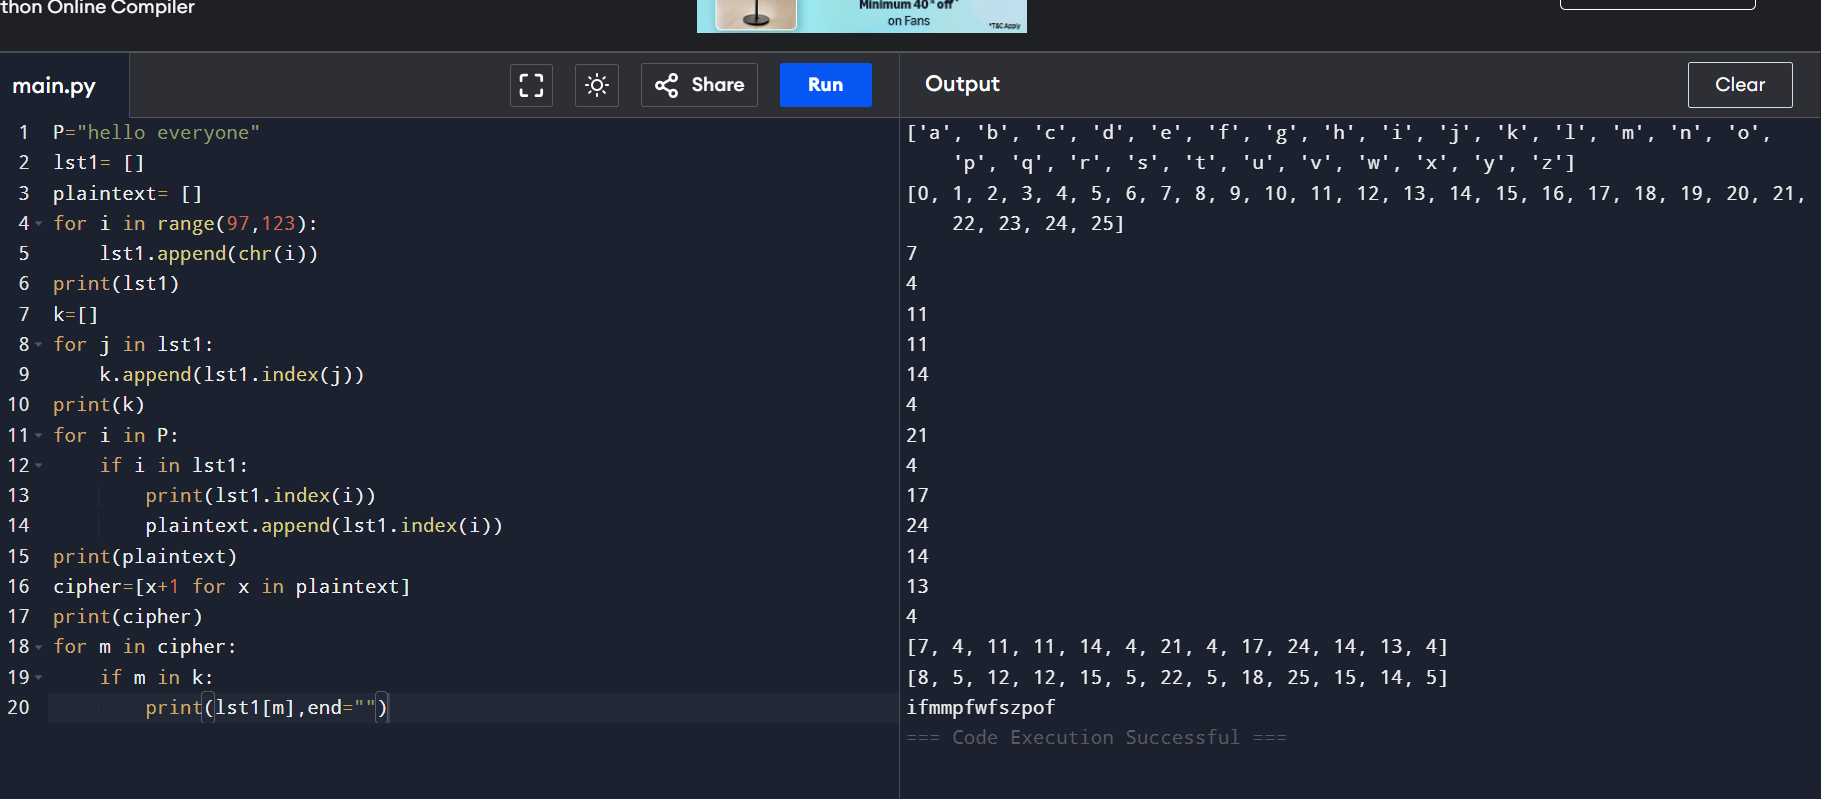 thon Online Compiler
Minimum 40%* off*
on Fans
*T&C Apply
main.py
Share
Run
Output
Clear
1 P="hello everyone"
2 lst1= []
3 plaintext= []
4 for i in range(97,123):
5     lst1.append(chr(i))
6 print(lst1)
7 k=[]
8 for j in lst1:
9     k.append(lst1.index(j))
10 print(k)
11 for i in P:
12     if i in lst1:
13         print(lst1.index(i))
14         plaintext.append(lst1.index(i))
15 print(plaintext)
16 cipher=[x+1 for x in plaintext]
17 print(cipher)
18 for m in cipher:
19     if m in k:
20         print(lst1[m],end="")
['a', 'b', 'c', 'd', 'e', 'f', 'g', 'h', 'i', 'j', 'k', 'l', 'm', 'n', 'o',
    'p', 'q', 'r', 's', 't', 'u', 'v', 'w', 'x', 'y', 'z']
[0, 1, 2, 3, 4, 5, 6, 7, 8, 9, 10, 11, 12, 13, 14, 15, 16, 17, 18, 19, 20, 21,
    22, 23, 24, 25]
7
4
11
11
14
4
21
4
17
24
14
13
4
[7, 4, 11, 11, 14, 4, 21, 4, 17, 24, 14, 13, 4]
[8, 5, 12, 12, 15, 5, 22, 5, 18, 25, 15, 14, 5]
ifmmpfwfszpof
=== Code Execution Successful ===